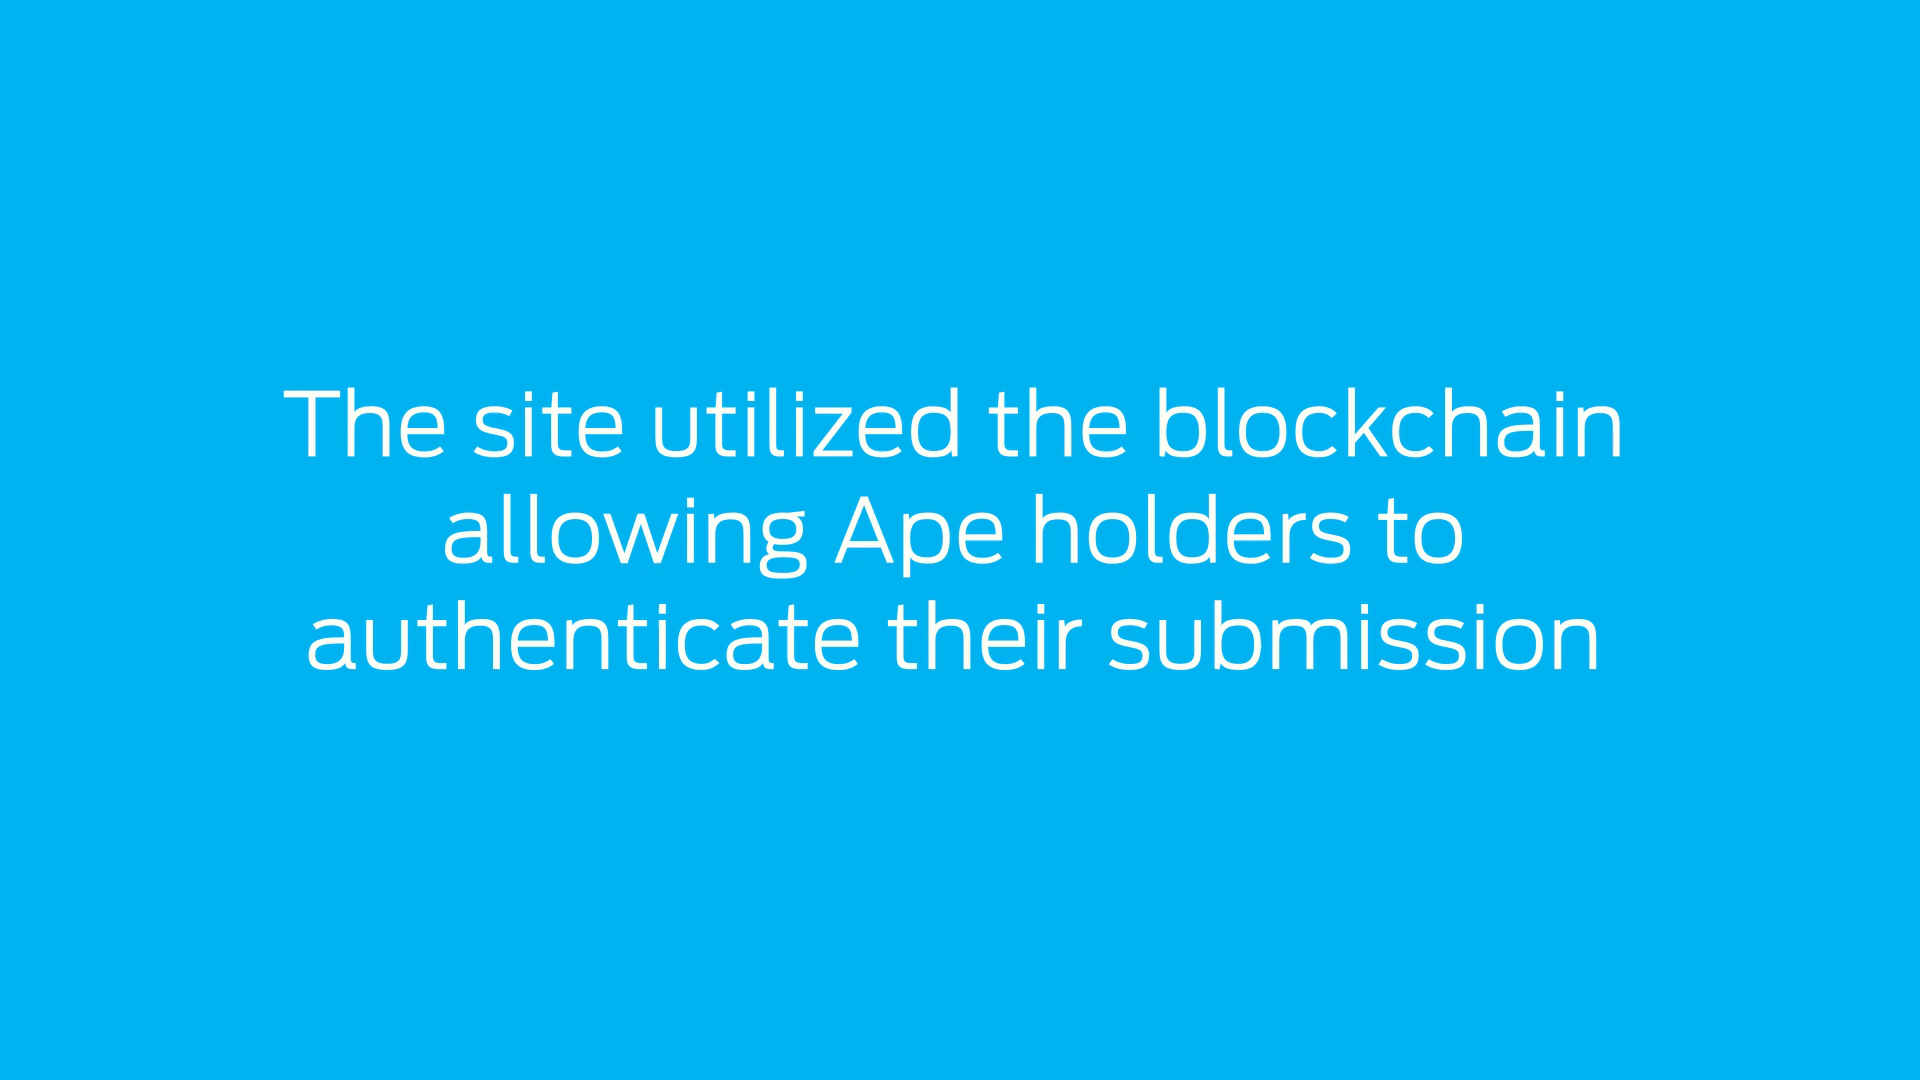 The site utilized the blockchain
allowing Ape holders to
authenticate their submission